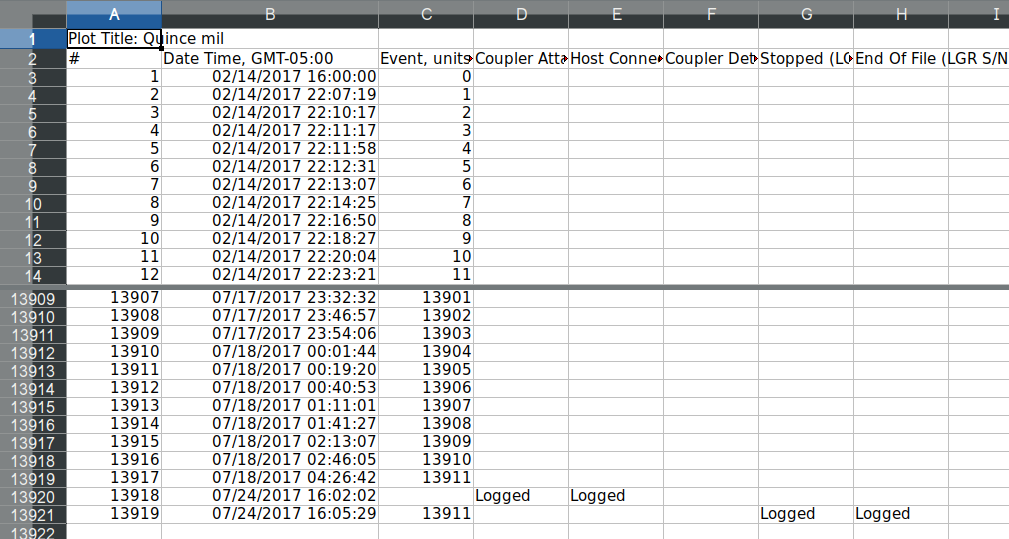 A B C D E F G H I
1 Plot Title: Quince mil
2 # Date Time, GMT-05:00 Event, units Coupler Atta Host Conne Coupler Det Stopped (LG End Of File (LGR S/N
3 1 02/14/2017 16:00:00 0
4 2 02/14/2017 22:07:19 1
5 3 02/14/2017 22:10:17 2
6 4 02/14/2017 22:11:17 3
7 5 02/14/2017 22:11:58 4
8 6 02/14/2017 22:12:31 5
9 7 02/14/2017 22:13:07 6
10 8 02/14/2017 22:14:25 7
11 9 02/14/2017 22:16:50 8
12 10 02/14/2017 22:18:27 9
13 11 02/14/2017 22:20:04 10
14 12 02/14/2017 22:23:21 11
13909 13907 07/17/2017 23:32:32 13901
13910 13908 07/17/2017 23:46:57 13902
13911 13909 07/17/2017 23:54:06 13903
13912 13910 07/18/2017 00:01:44 13904
13913 13911 07/18/2017 00:19:20 13905
13914 13912 07/18/2017 00:40:53 13906
13915 13913 07/18/2017 01:11:01 13907
13916 13914 07/18/2017 01:41:27 13908
13917 13915 07/18/2017 02:13:07 13909
13918 13916 07/18/2017 02:46:05 13910
13919 13917 07/18/2017 04:26:42 13911
13920 13918 07/24/2017 16:02:02 Logged Logged
13921 13919 07/24/2017 16:05:29 13911 Logged Logged
13922